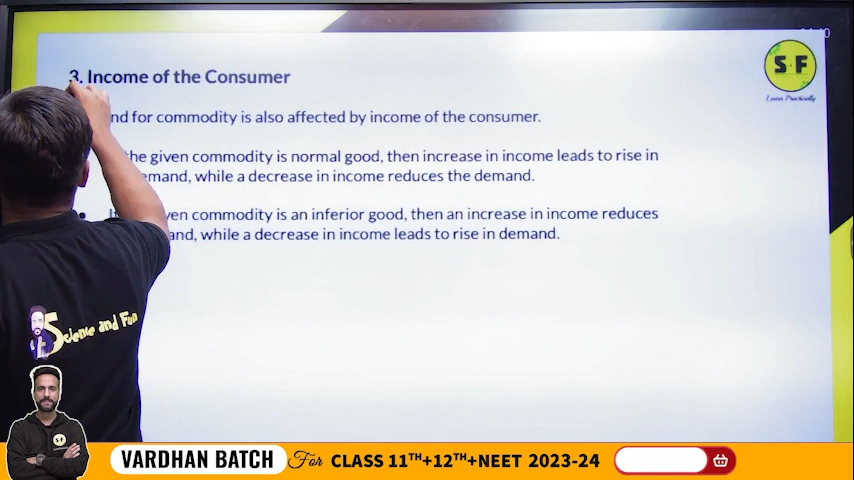 3. Income of the Consumer
nd for commodity is also affected by income of the consumer.
the given commodity is normal good, then increase in income leads to rise in
emand, while a decrease in income reduces the demand.
ven commodity is an inferior good, then an increase in income reduces
and, while a decrease in income leads to rise in demand.
S F
Learn Practically
Science and Fun
VARDHAN BATCH For CLASS 11TH+12TH+NEET 2023-24